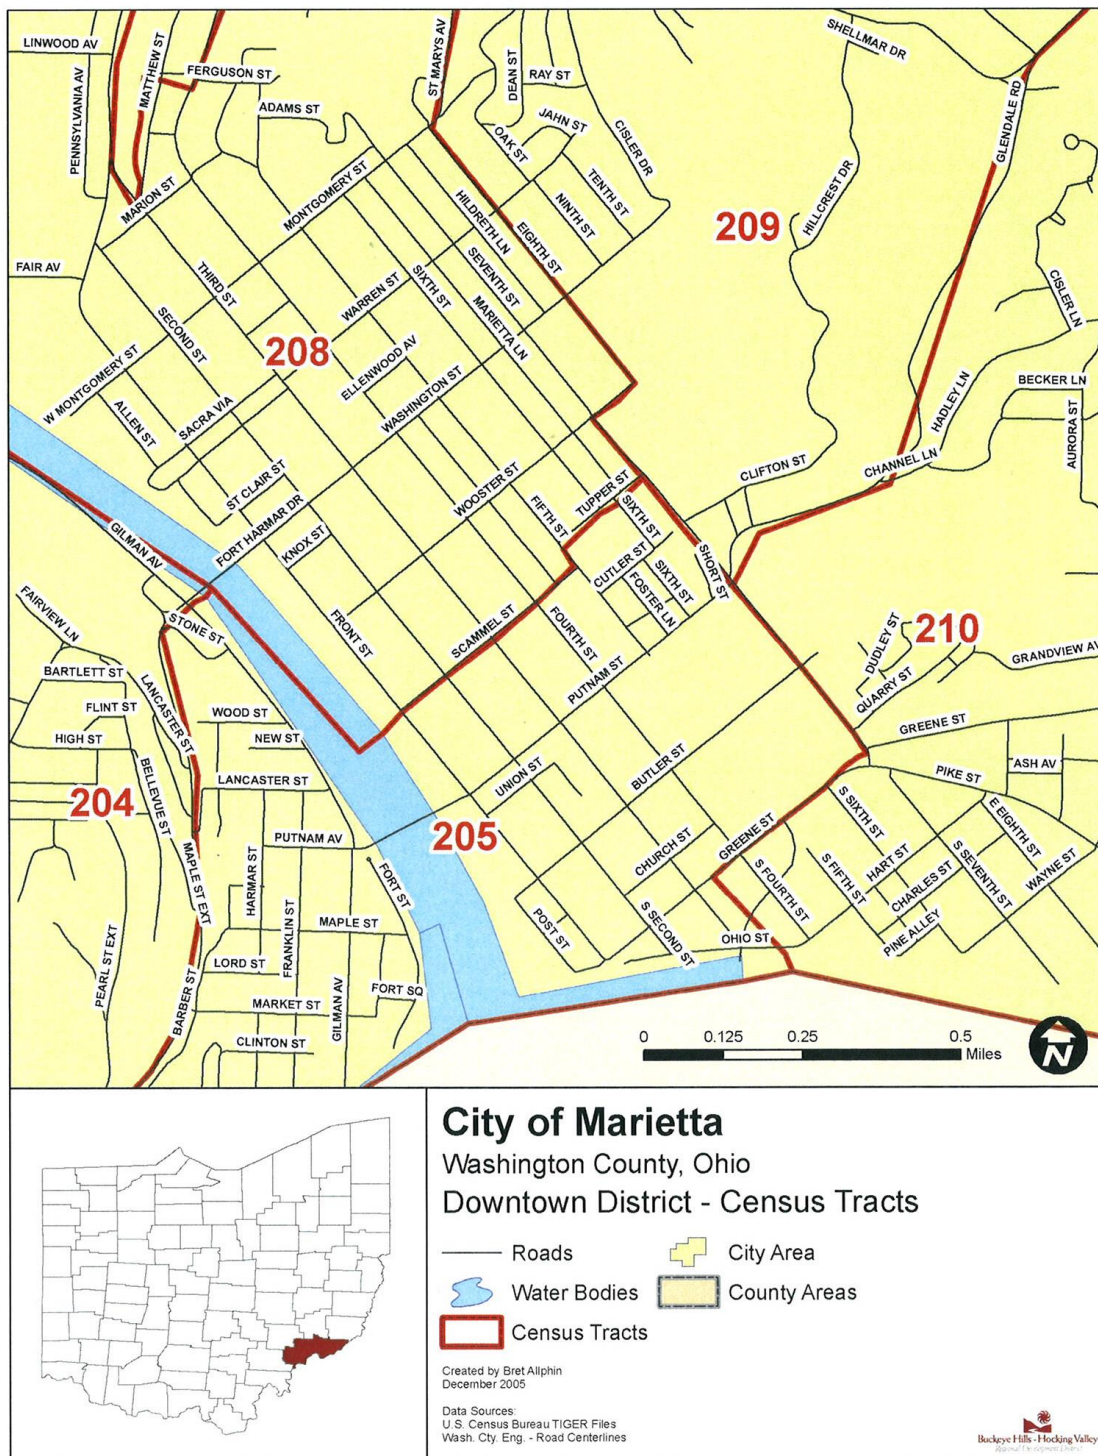 LINWOOD AV
PENNSYLVANIA AV
MATTHEW ST
FERGUSON ST
ADAMS ST
ST MARYS AV
DEAN ST
RAY ST
JAHN ST
OAK ST
CISLER DR
SHELLMAR DR
GLENDALE RD
MARION ST
MONTGOMERY ST
HILDRETH LN
EIGHTH ST
NINTH ST
TENTH ST
HILLCREST DR
209
FAIR AV
THIRD ST
SECOND ST
WARREN ST
SIXTH ST
SEVENTH ST
MARIETTA LN
CISLER LN
208
W MONTGOMERY ST
ALLEN ST
SACRA VIA
ELLENWOOD AV
WASHINGTON ST
HADLEY LN
BECKER LN
AURORA ST
ST CLAIR ST
FORT HARMAR DR
KNOX ST
WOOSTER ST
FIFTH ST
TUPPER ST
CLIFTON ST
CHANNEL LN
GILMAN AV
SIXTH ST
CUTLER ST
FOSTER LN
SIXTH ST
SHORT ST
FAIRVIEW LN
STONE ST
FRONT ST
SCAMMEL ST
FOURTH ST
PUTNAM ST
DUDLEY ST
210
QUARRY ST
GRANDVIEW AV
BARTLETT ST
LANCASTER ST
FLINT ST
HIGH ST
WOOD ST
NEW ST
BELLEVUE ST
LANCASTER ST
UNION ST
BUTLER ST
GREENE ST
PIKE ST
ASH AV
204
PUTNAM AV
205
MAPLE ST EXT
HARMAR ST
FORT ST
CHURCH ST
GREENE ST
S SIXTH ST
HART ST
E EIGHTH ST
S SEVENTH ST
WAYNE ST
S FIFTH ST
CHARLES ST
S FOURTH ST
PINE ALLEY
FRANKLIN ST
MAPLE ST
POST ST
S SECOND ST
OHIO ST
PEARL ST EXT
LORD ST
BARBER ST
MARKET ST
GILMAN AV
FORT SQ
CLINTON ST
0 0.125 0.25 0.5
Miles
N
City of Marietta
Washington County, Ohio
Downtown District - Census Tracts
Roads
City Area
Water Bodies
County Areas
Census Tracts
Created by Bret Allphin
December 2005
Data Sources:
U.S. Census Bureau TIGER Files
Wash. Cty. Eng. - Road Centerlines
Buckeye Hills - Hocking Valley
Regional Development District